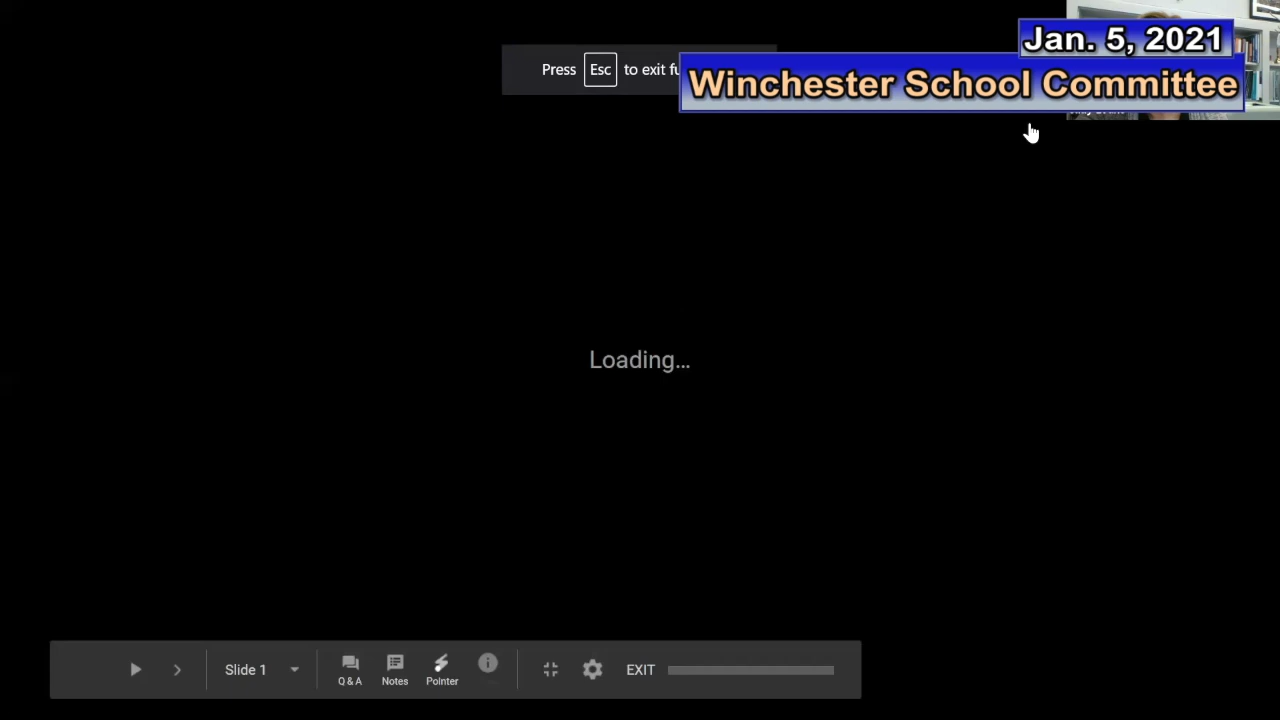 Jan. 5, 2021
Winchester School Committee
Press Esc to exit fu
Loading...
Slide 1
Q & A
Notes
Pointer
EXIT